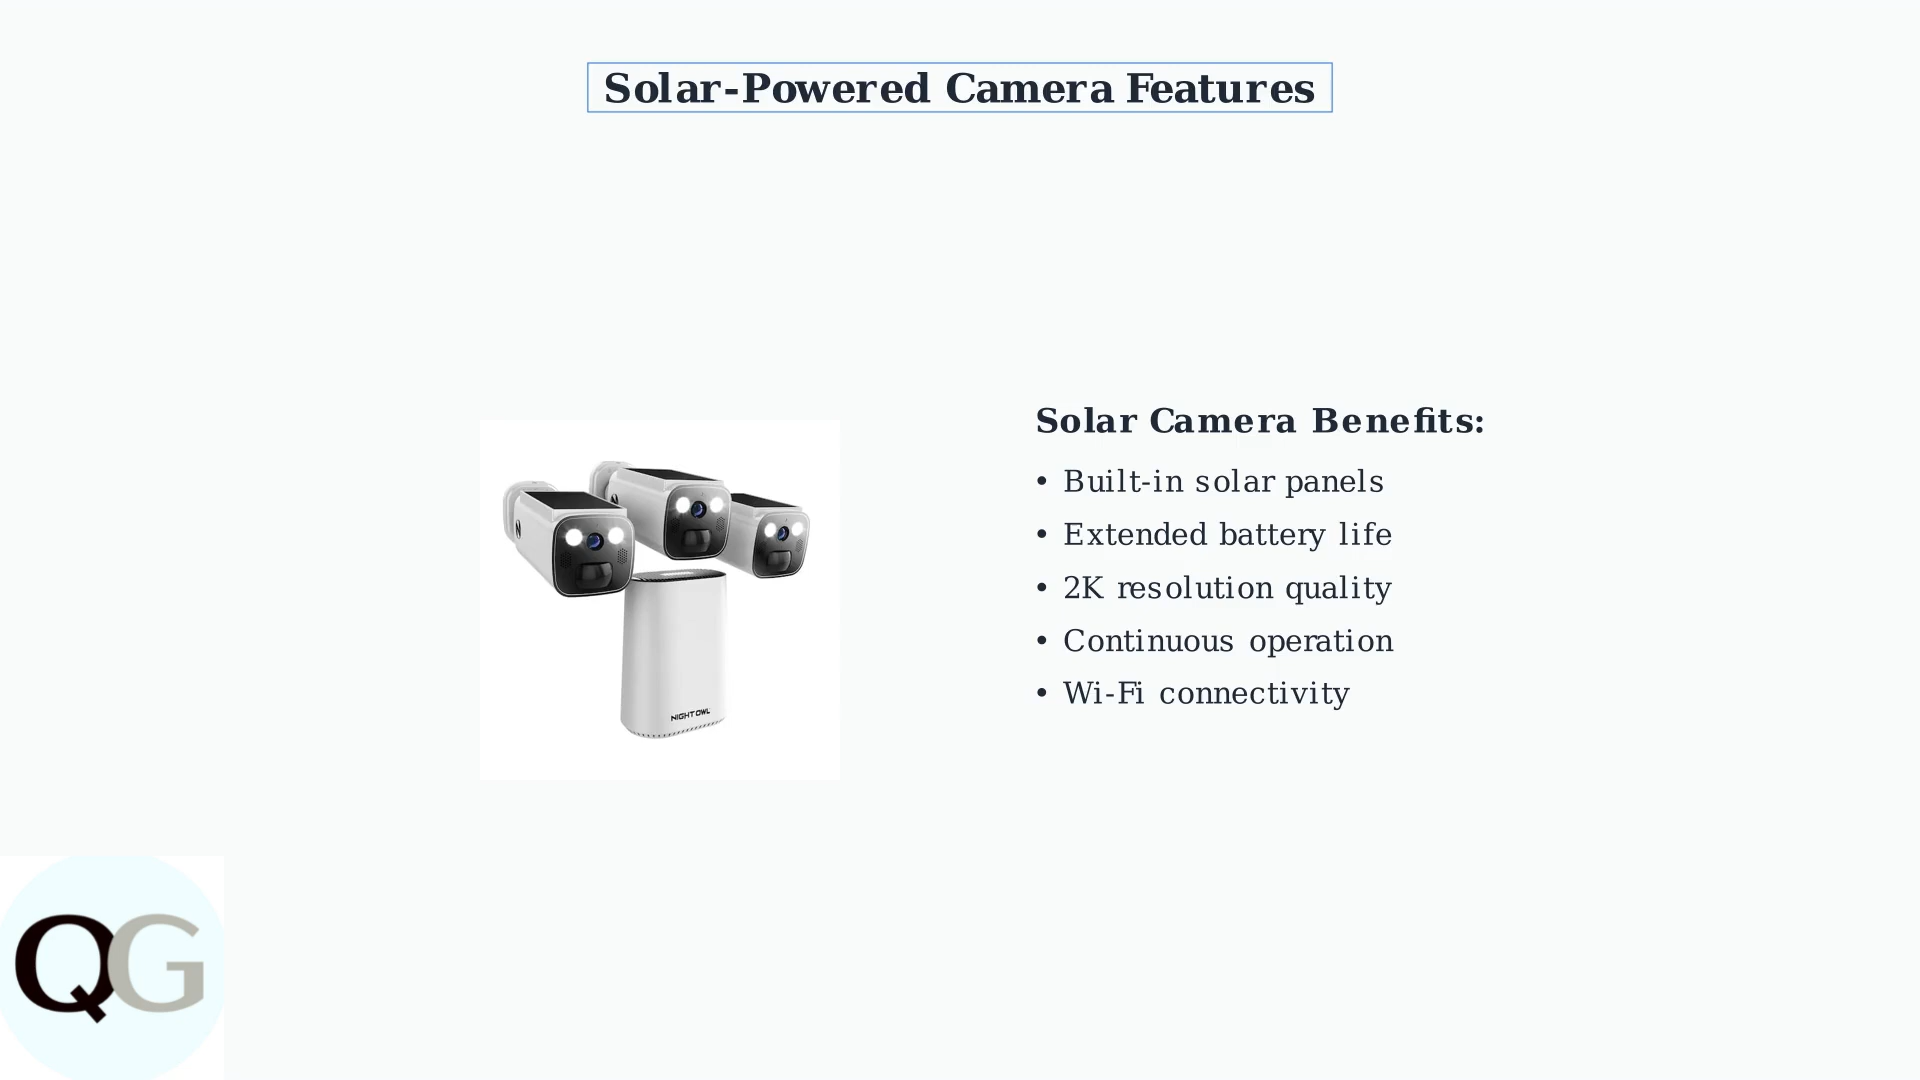 Solar-Powered Camera Features
Solar Camera Benefits:
• Built-in solar panels
• Extended battery life
• 2K resolution quality
• Continuous operation
• Wi-Fi connectivity
NIGHT OWL
QG